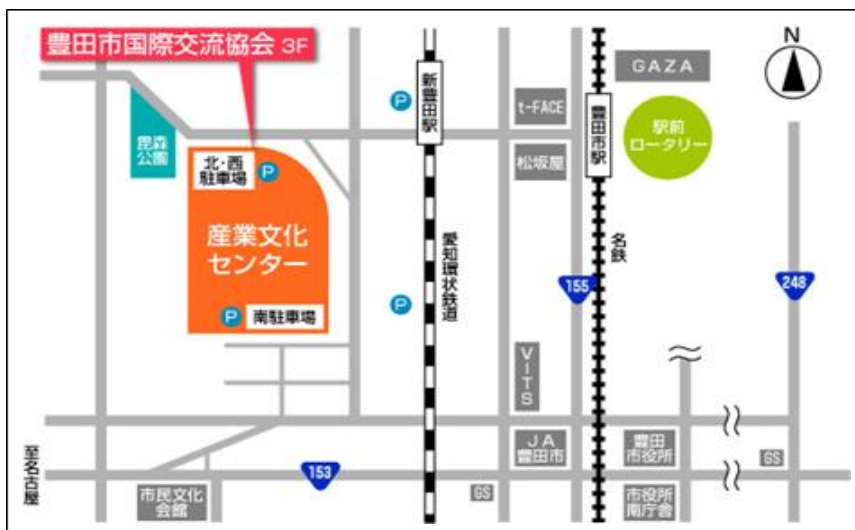 豊田市国際交流協会 3F
N
GAZA
新豊田駅
P
t-FACE
豊田市駅
駅前
ロータリー
毘森
公園
北・西
駐車場
P
松坂屋
産業文化
センター
愛知環状鉄道
名鉄
155
248
P
南駐車場
P
VITS
JA
豊田市
豊田
市役所
GS
至名古屋
153
市民文化
会館
GS
市役所
南庁舎